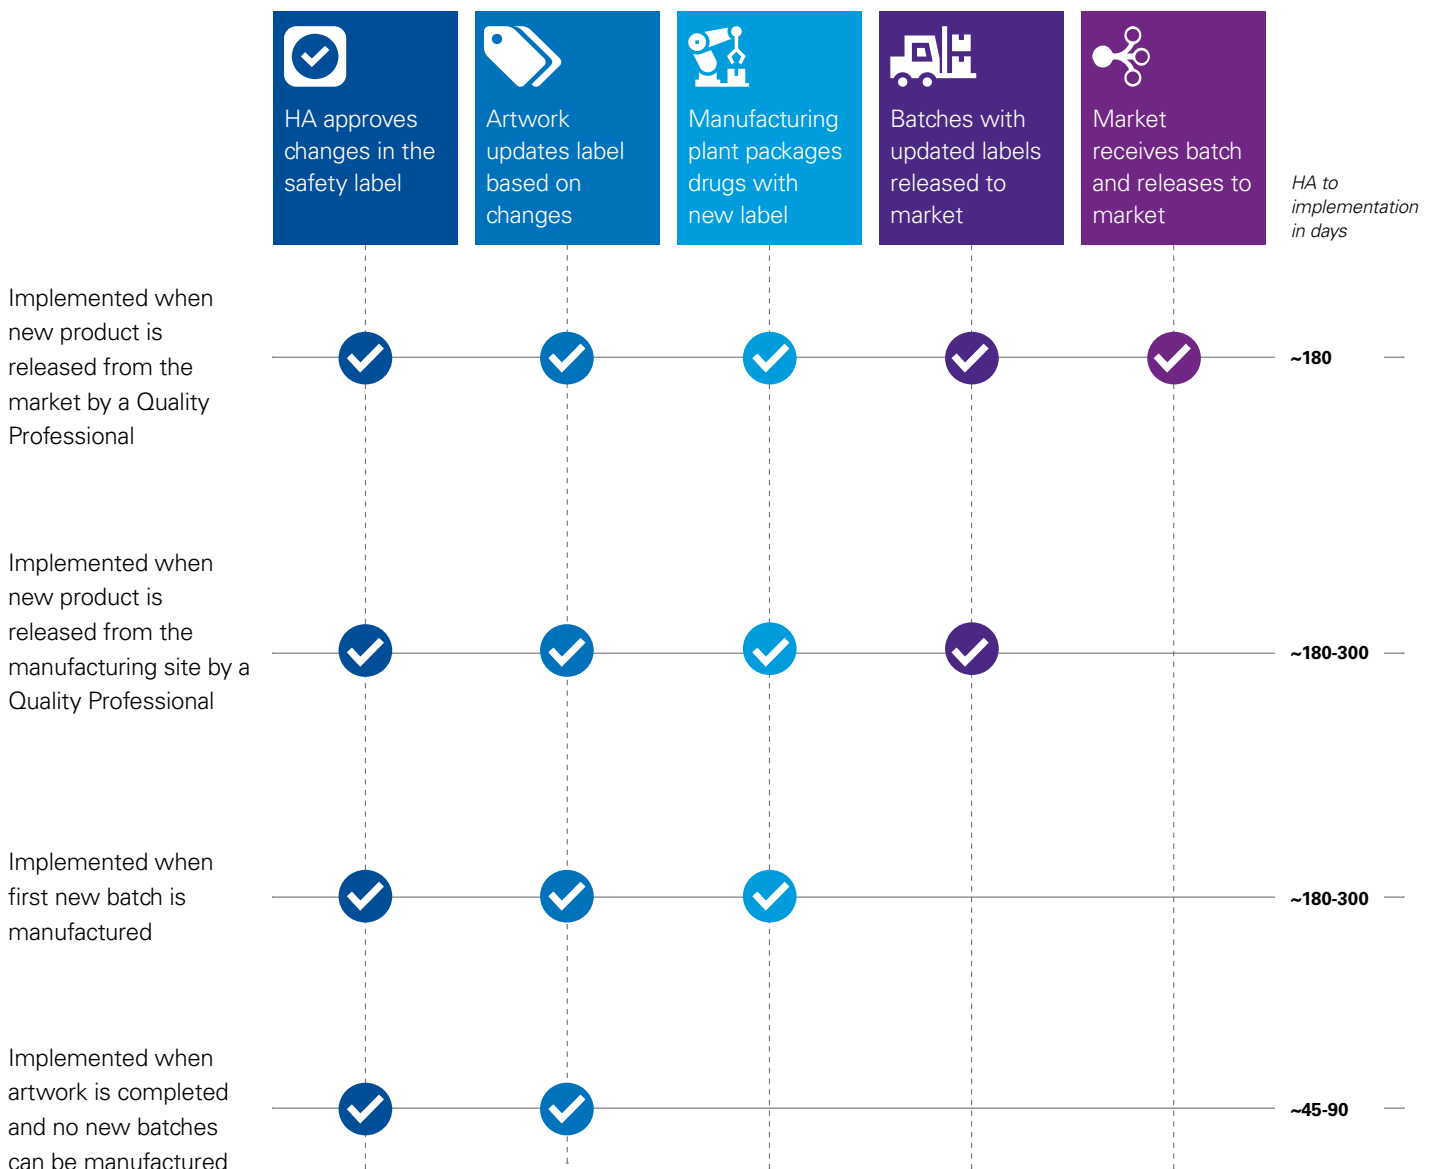 HA approves
changes in the
safety label
Artwork
updates label
based on
changes
Manufacturing
plant packages
drugs with
new label
Batches with
updated labels
released to
market
Market
receives batch
and releases to
market
HA to
implementation
in days
Implemented when
new product is
released from the
market by a Quality
Professional
~180
Implemented when
new product is
released from the
manufacturing site by a
Quality Professional
~180-300
Implemented when
first new batch is
manufactured
~180-300
Implemented when
artwork is completed
and no new batches
can be manufactured
~45-90